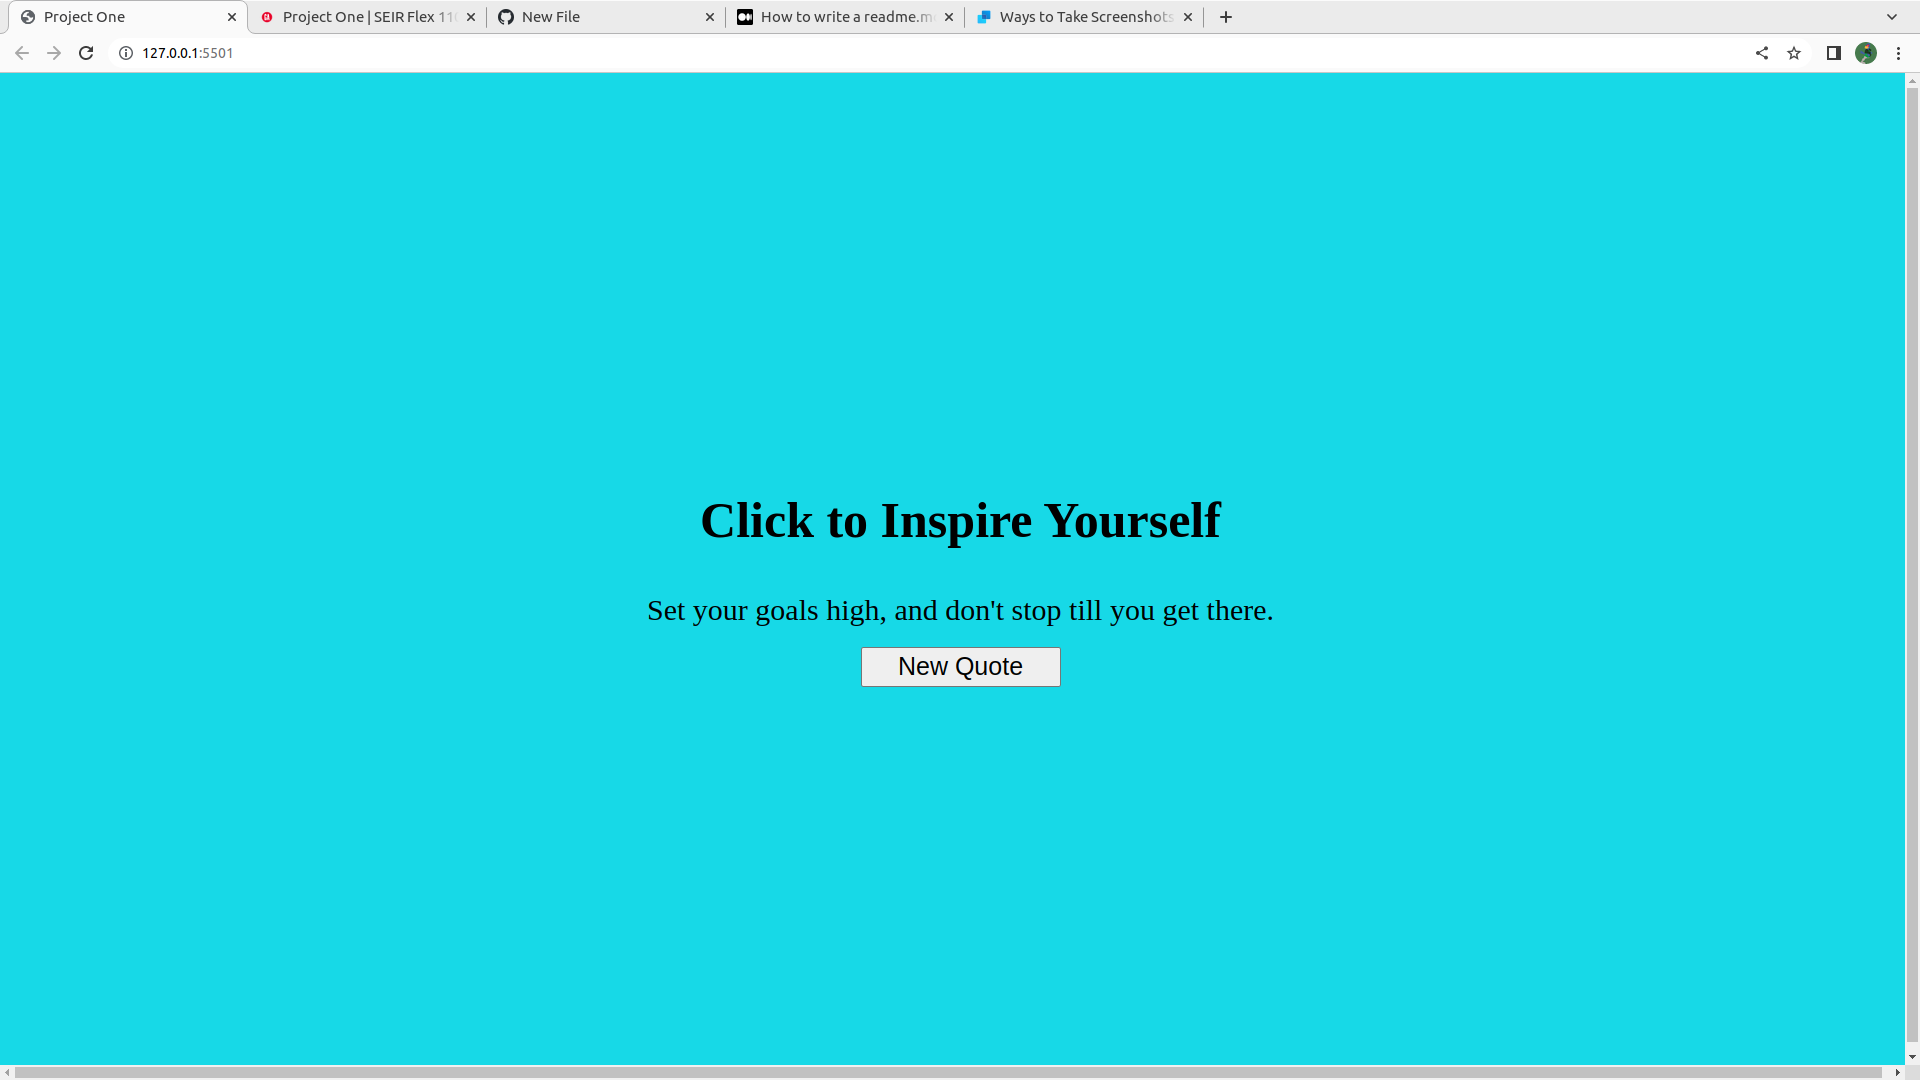 Project One
Project One | SEIR Flex
New File
How to write a readme.m
Ways to Take Screenshots
127.0.0.1:5501
Click to Inspire Yourself
Set your goals high, and don't stop till you get there.
New Quote